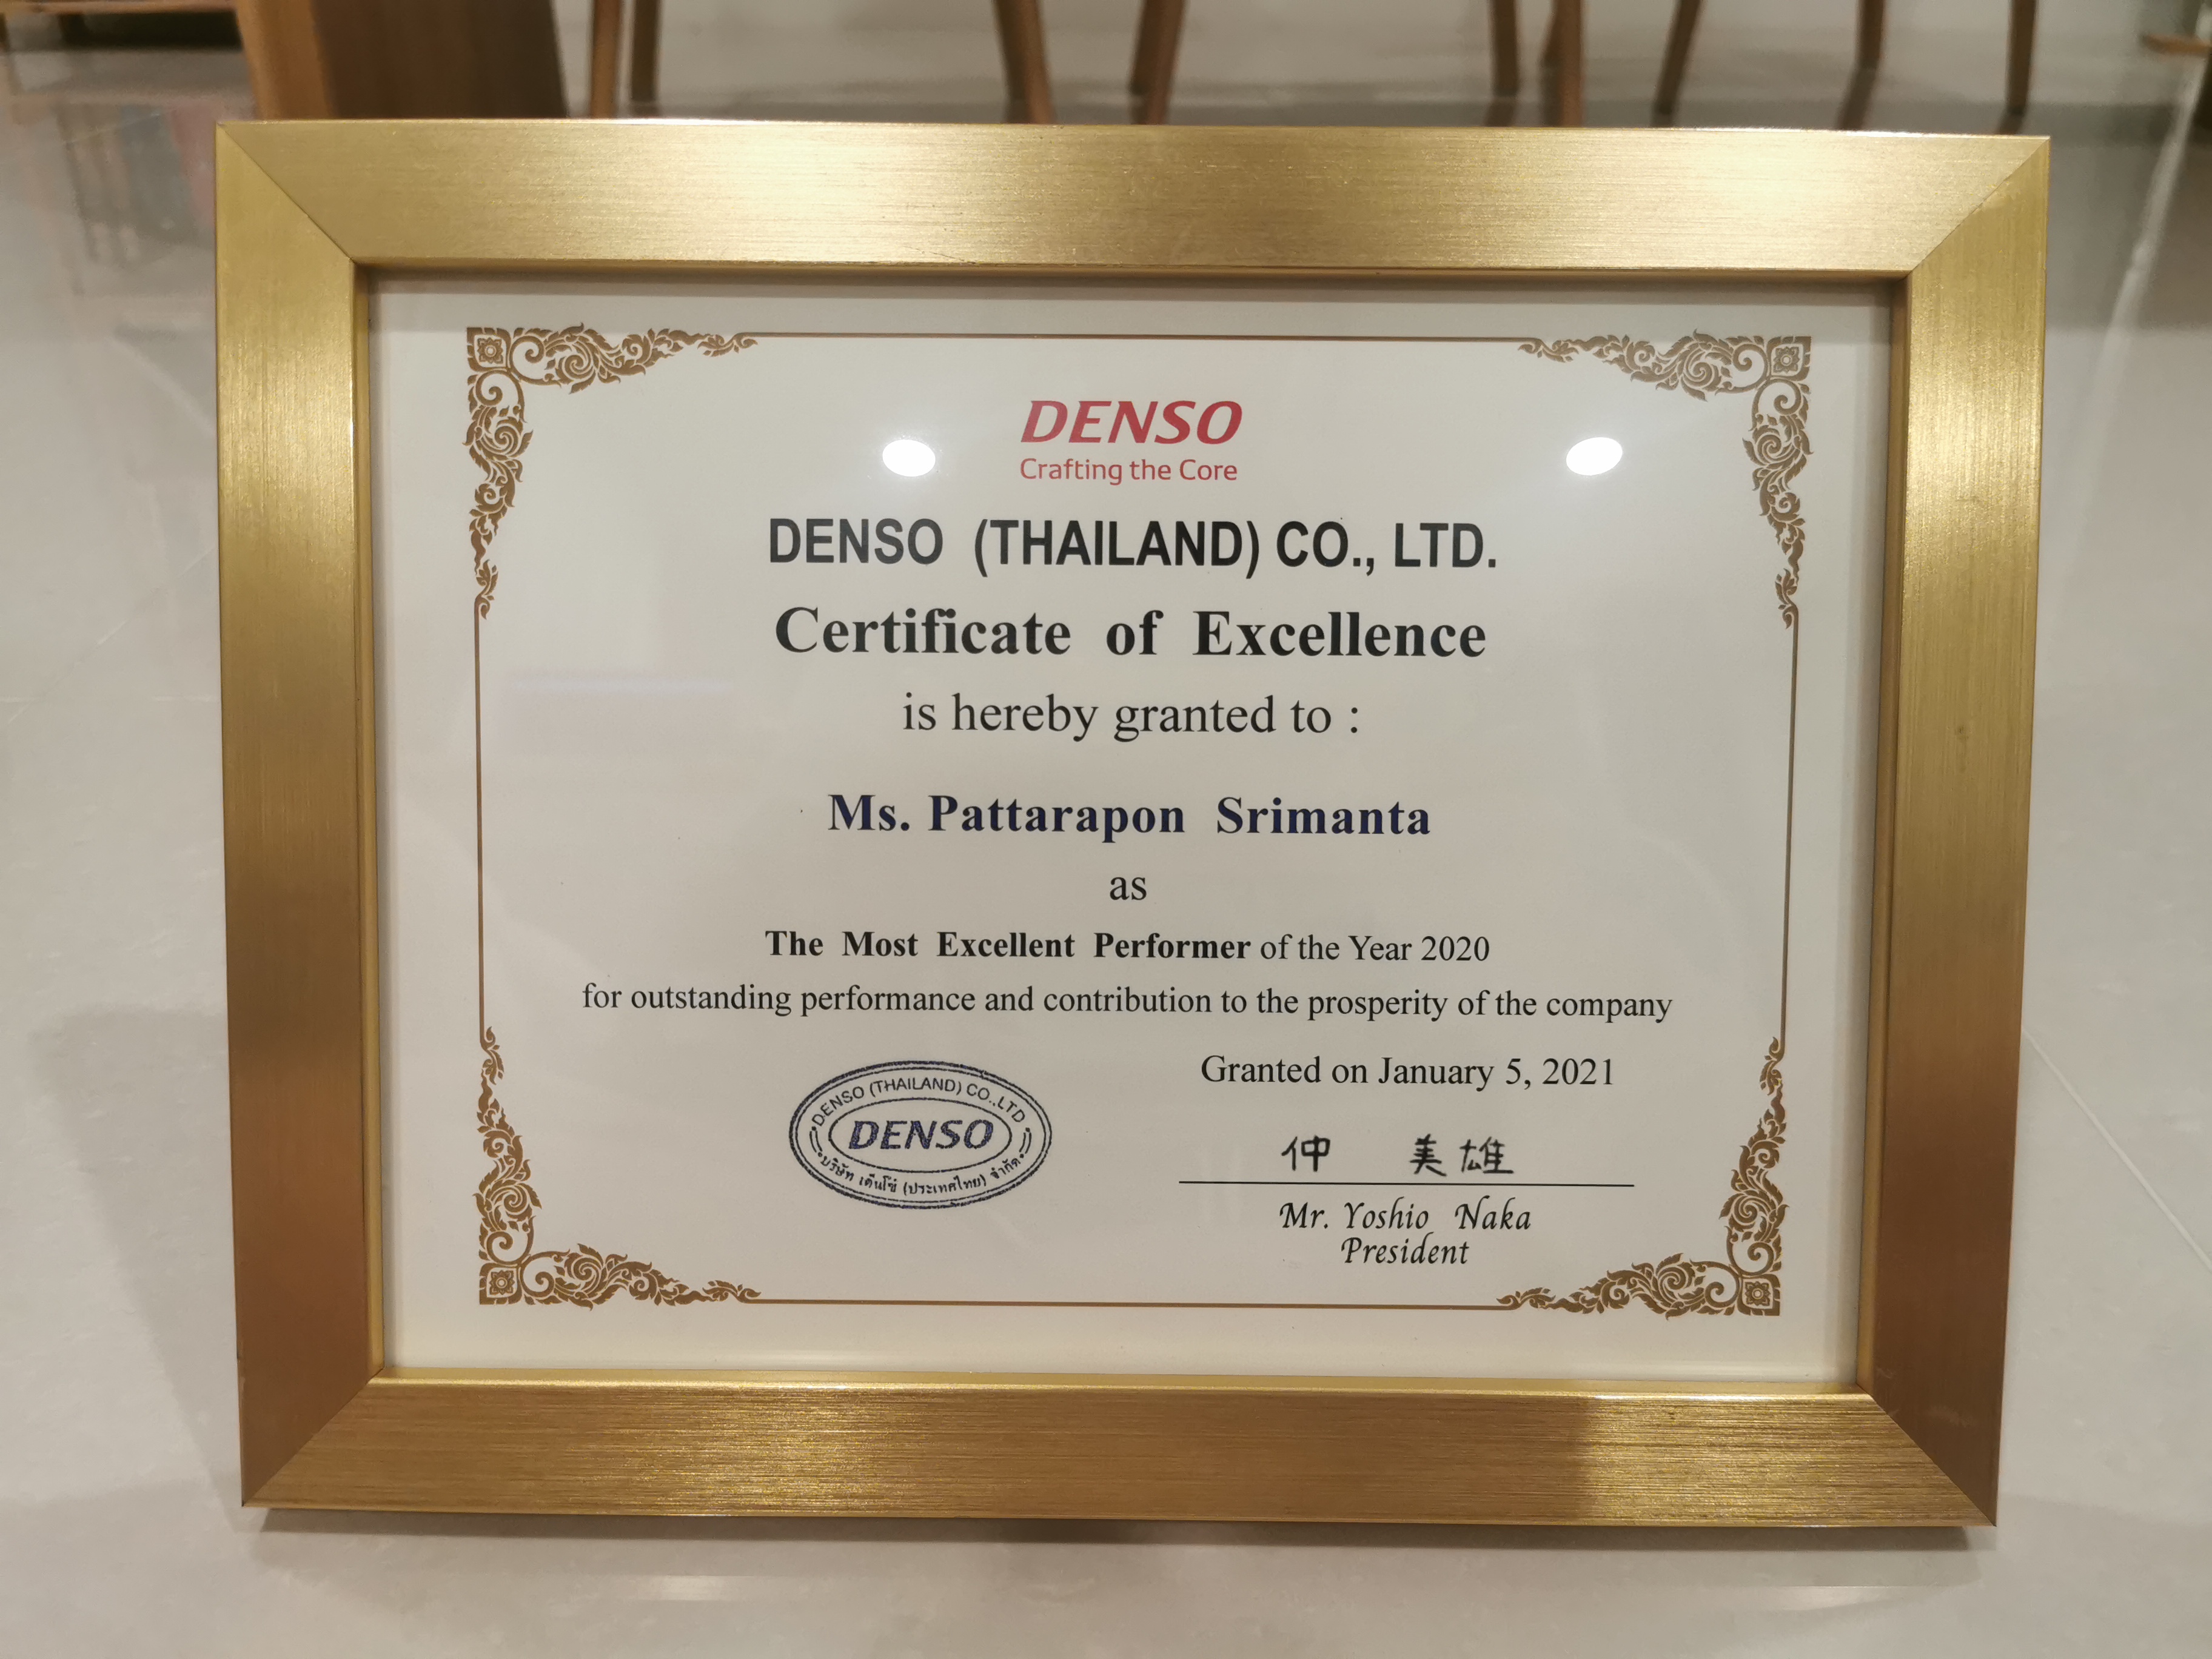 DENSO
Crafting the Core
DENSO (THAILAND) CO., LTD.
Certificate of Excellence
is hereby granted to :
Ms. Pattarapon Srimanta
as
The Most Excellent Performer of the Year 2020
for outstanding performance and contribution to the prosperity of the company
Granted on January 5, 2021
DENSO (THAILAND) CO.,LTD
DENSO
บริษัท เด็นโซ่ (ประเทศไทย) จำกัด
仲 美雄
Mr. Yoshio Naka
President